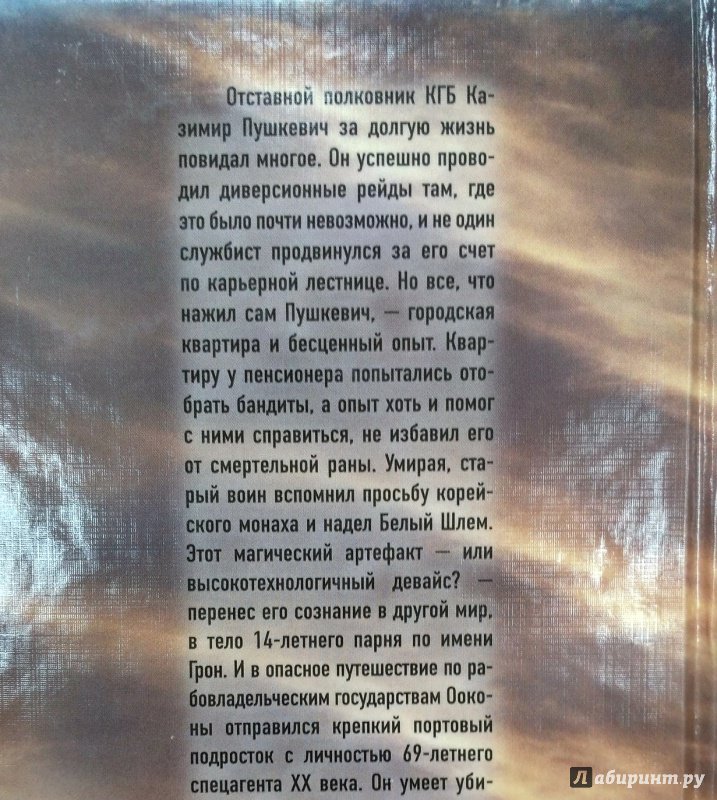 Отставной полковник КГБ Ка-
зимир Пушкевич за долгую жизнь
повидал многое. Он успешно прово-
дил диверсионные рейды там, где
это было почти невозможно, и не один
службист продвинулся за его счет
по карьерной лестнице. Но все, что
нажил сам Пушкевич, — городская
квартира и бесценный опыт. Квар-
тиру у пенсионера попытались ото-
брать бандиты, а опыт хоть и помог
с ними справиться, не избавил его
от смертельной раны. Умирая, ста-
рый воин вспомнил просьбу корей-
ского монаха и надел Белый Шлем.
Этот магический артефакт — или
высокотехнологичный девайс? —
перенес его сознание в другой мир,
в тело 14-летнего парня по имени
Грон. И в опасное путешествие по ра-
бовладельческим государствам Ооко-
ны отправился крепкий портовый
подросток с личностью 69-летнего
спецагента XX века. Он умеет уби-
Лабиринт.ру